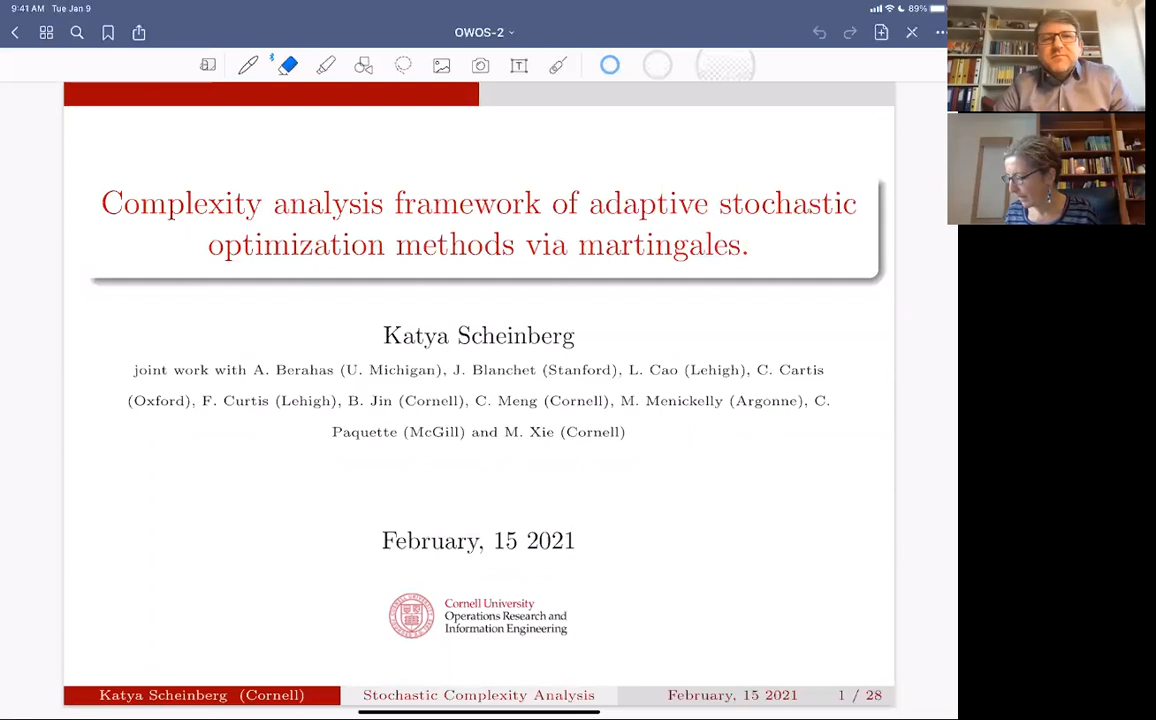 9:41 AM Tue Jan 9
89%
OWOS-2
Complexity analysis framework of adaptive stochastic
optimization methods via martingales.
Katya Scheinberg
joint work with A. Berahas (U. Michigan), J. Blanchet (Stanford), L. Cao (Lehigh), C. Cartis
(Oxford), F. Curtis (Lehigh), B. Jin (Cornell), C. Meng (Cornell), M. Menickelly (Argonne), C.
Paquette (McGill) and M. Xie (Cornell)
February, 15 2021
Cornell University
Operations Research and
Information Engineering
Katya Scheinberg (Cornell) Stochastic Complexity Analysis February, 15 2021 1 / 28